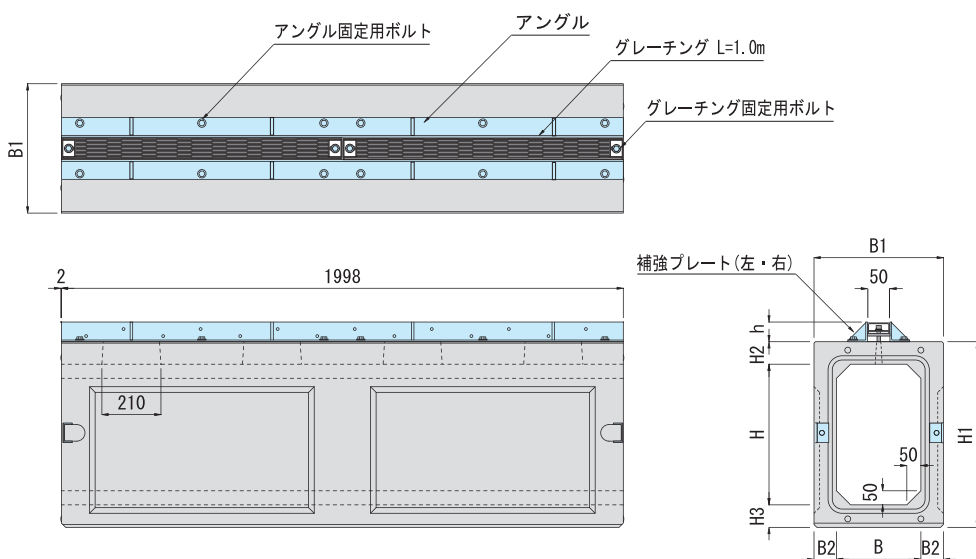 アングル固定用ボルト
アングル
グレーチング L=1.0m
グレーチング固定用ボルト
B1
2
1998
210
B1
補強プレート(左・右)
50
h
H2
H
H1
50
50
H3
B2
B
B2